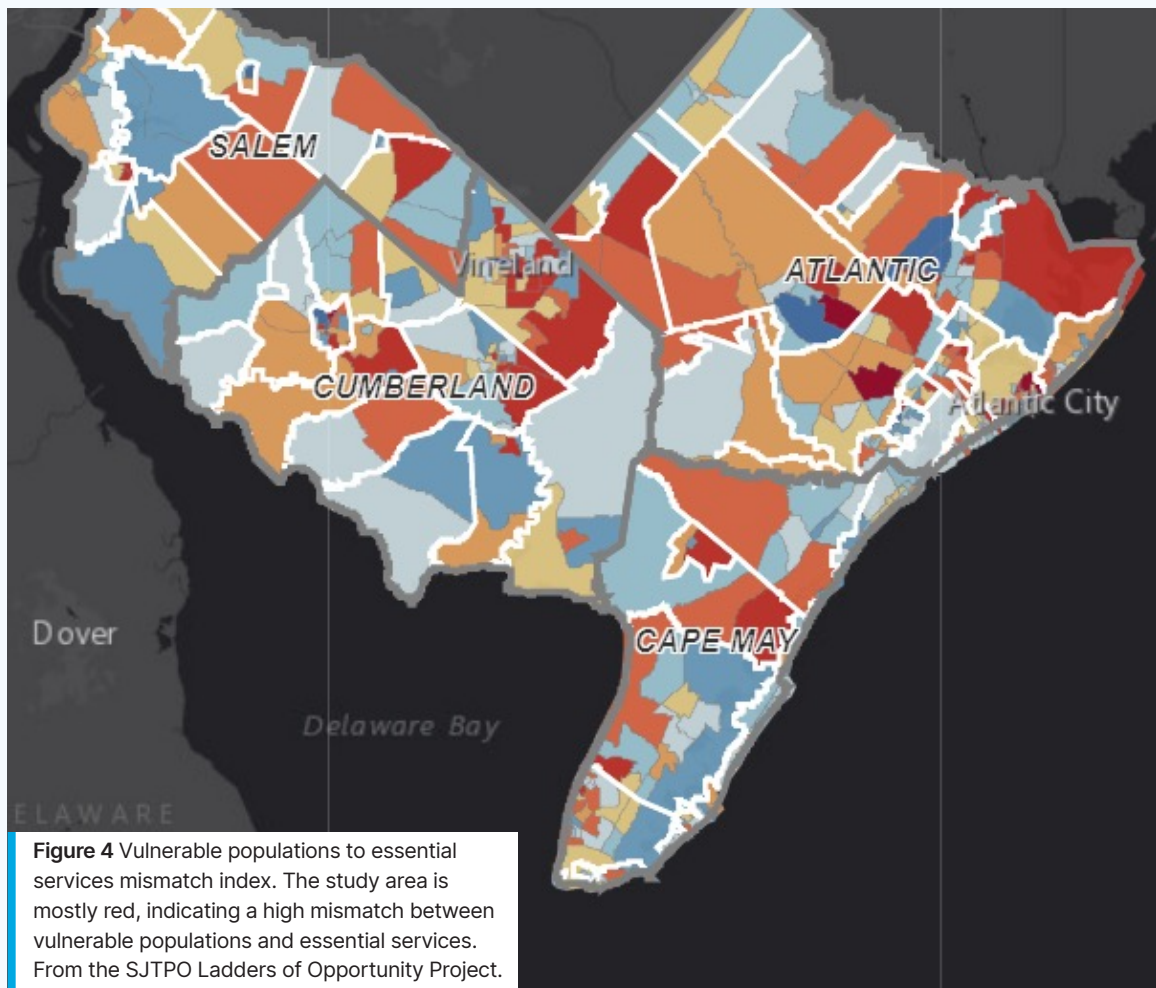 SALEM
Vineland
ATLANTIC
CUMBERLAND
Atlantic City
Dover
CAPE MAY
Delaware Bay
ELAWARE
Figure 4 Vulnerable populations to essential
services mismatch index. The study area is
mostly red, indicating a high mismatch between
vulnerable populations and essential services.
From the SJTPO Ladders of Opportunity Project.